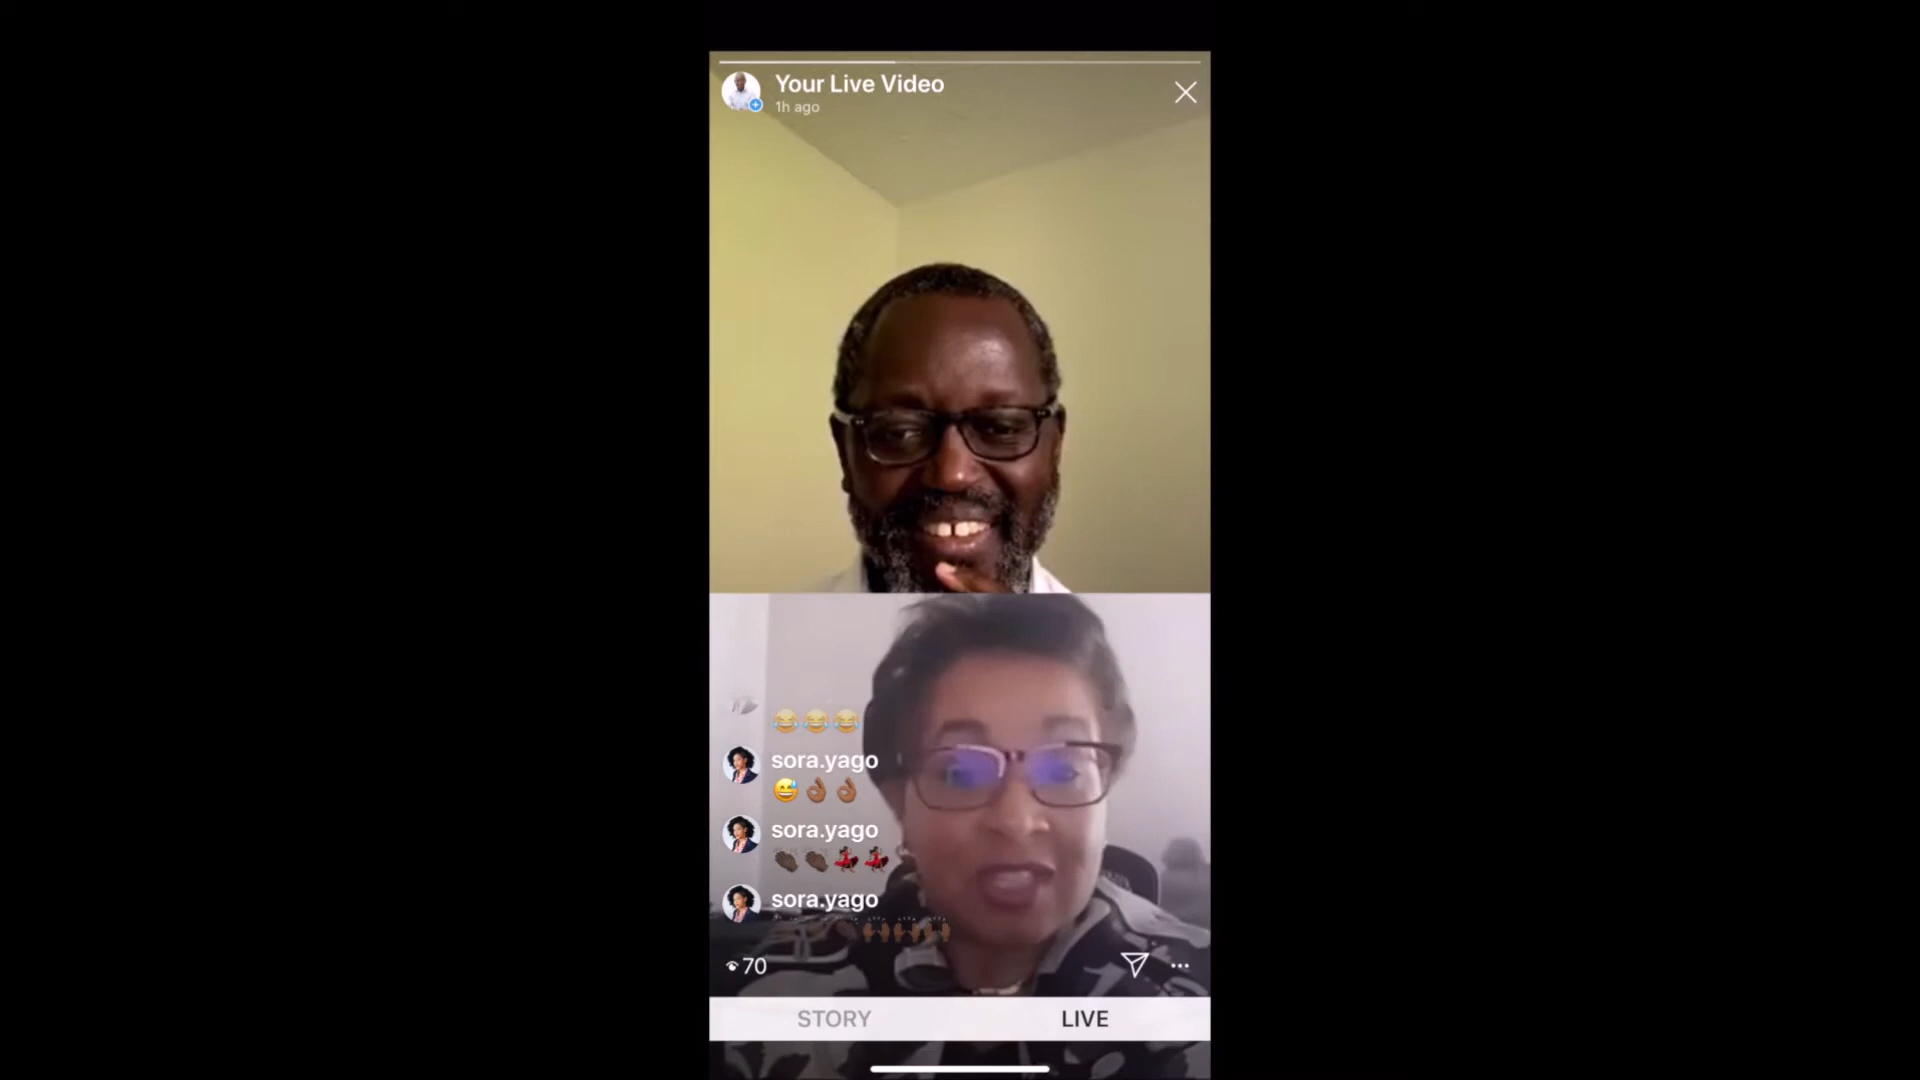 Your Live Video
1h ago
😂😂😂
sora.yago
😅👌🏾👌🏾
sora.yago
👏🏿👏🏿💃🏾💃🏾
sora.yago
70
STORY
LIVE